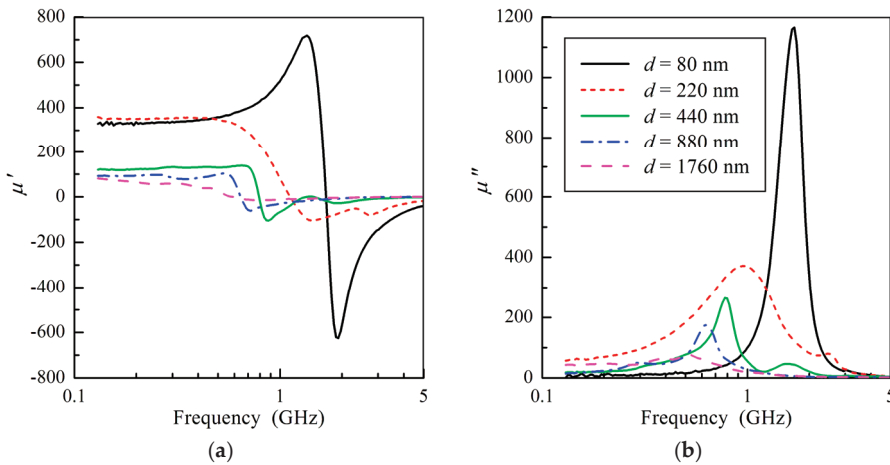 800
600
400
200
0
-200
-400
-600
-800
μ′
0.1
1
5
Frequency (GHz)
(a)
1200
1000
800
600
400
200
0
μ″
d = 80 nm
d = 220 nm
d = 440 nm
d = 880 nm
d = 1760 nm
0.1
1
5
Frequency (GHz)
(b)